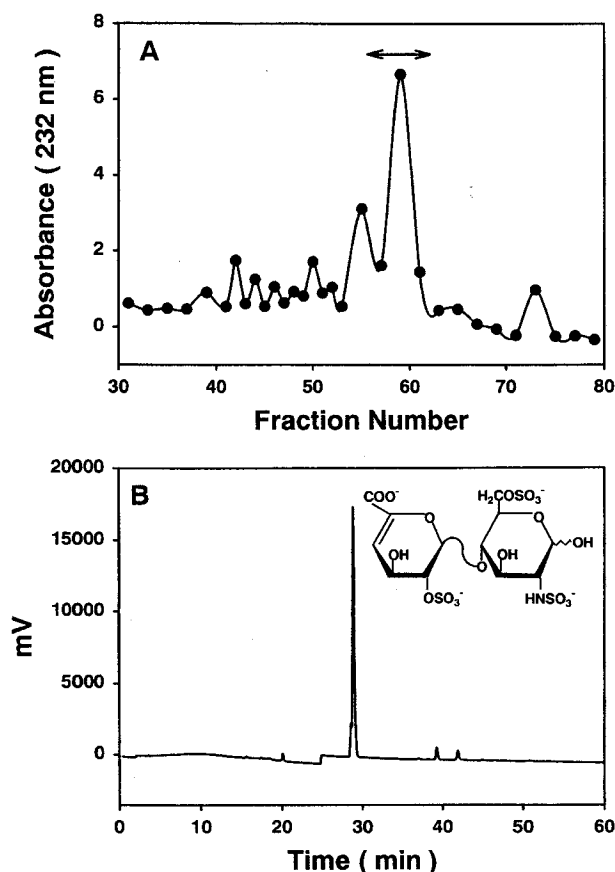 A
8
6
4
2
0
Absorbance ( 232 nm )
30 40 50 60 70 80
Fraction Number
B
20000
15000
10000
5000
0
mV
COO-
O
OH
OSO3-
O
H2COSO3-
O
OH
OH
HNSO3-
0 10 20 30 40 50 60
Time ( min )